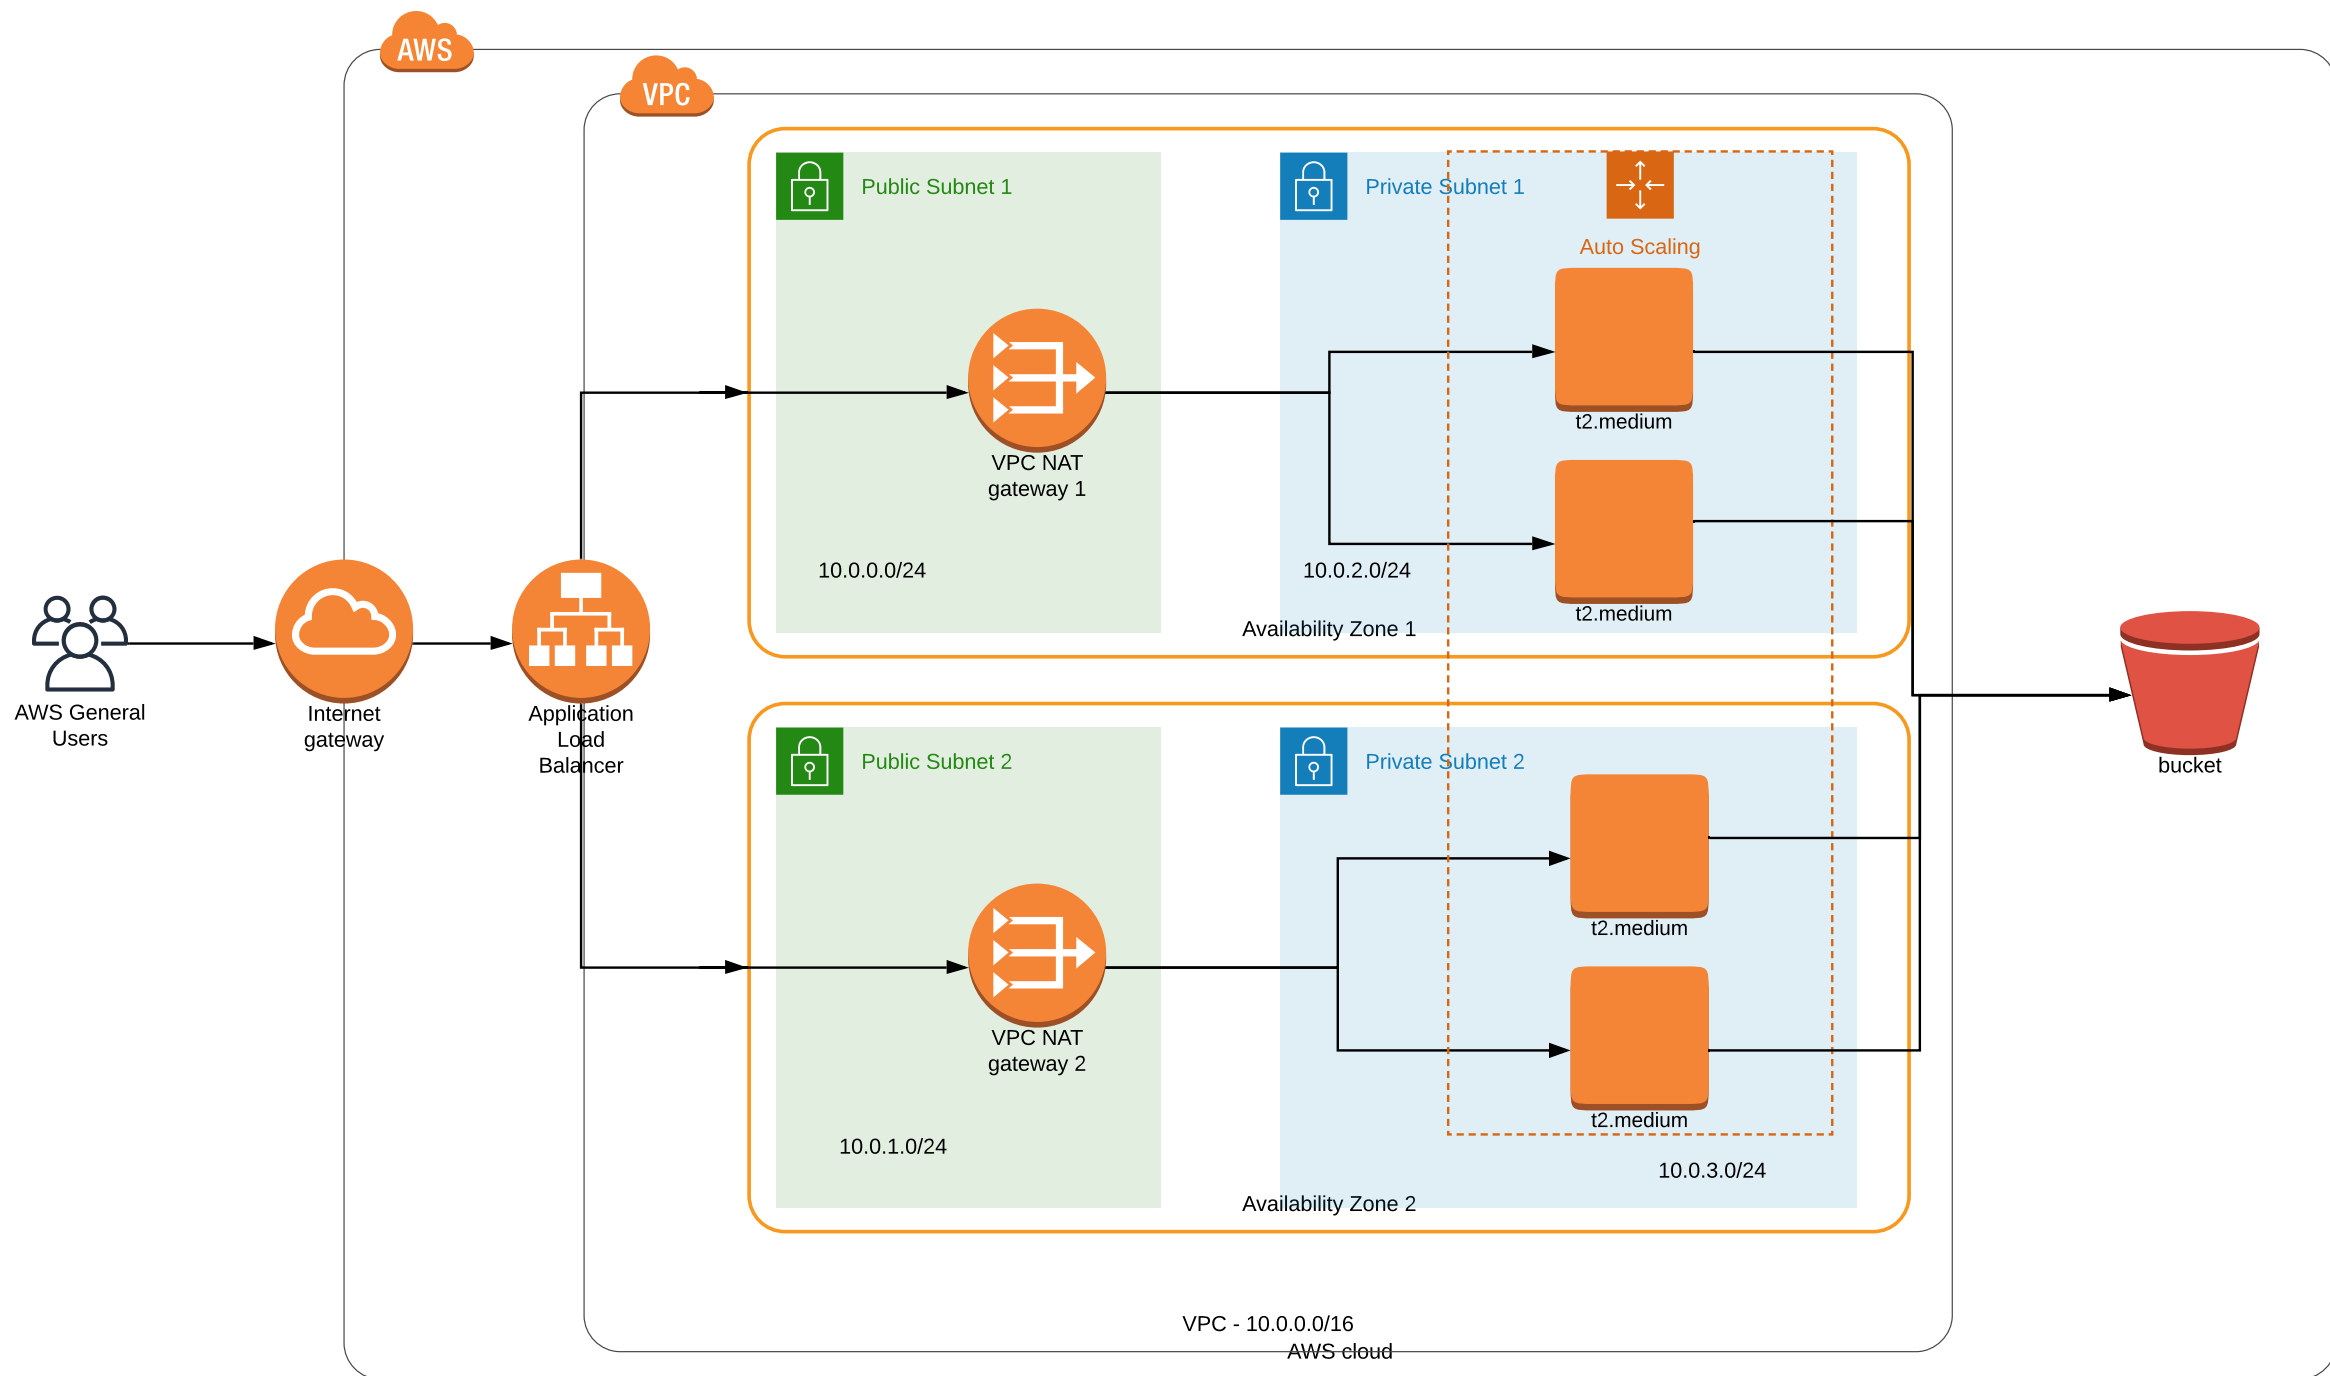 AWS
VPC
Public Subnet 1
Private Subnet 1
Auto Scaling
t2.medium
VPC NAT
gateway 1
10.0.0.0/24
10.0.2.0/24
t2.medium
Availability Zone 1
AWS General
Users
Internet
gateway
Application
Load
Balancer
Public Subnet 2
Private Subnet 2
bucket
t2.medium
VPC NAT
gateway 2
t2.medium
10.0.1.0/24
10.0.3.0/24
Availability Zone 2
VPC - 10.0.0.0/16
AWS cloud